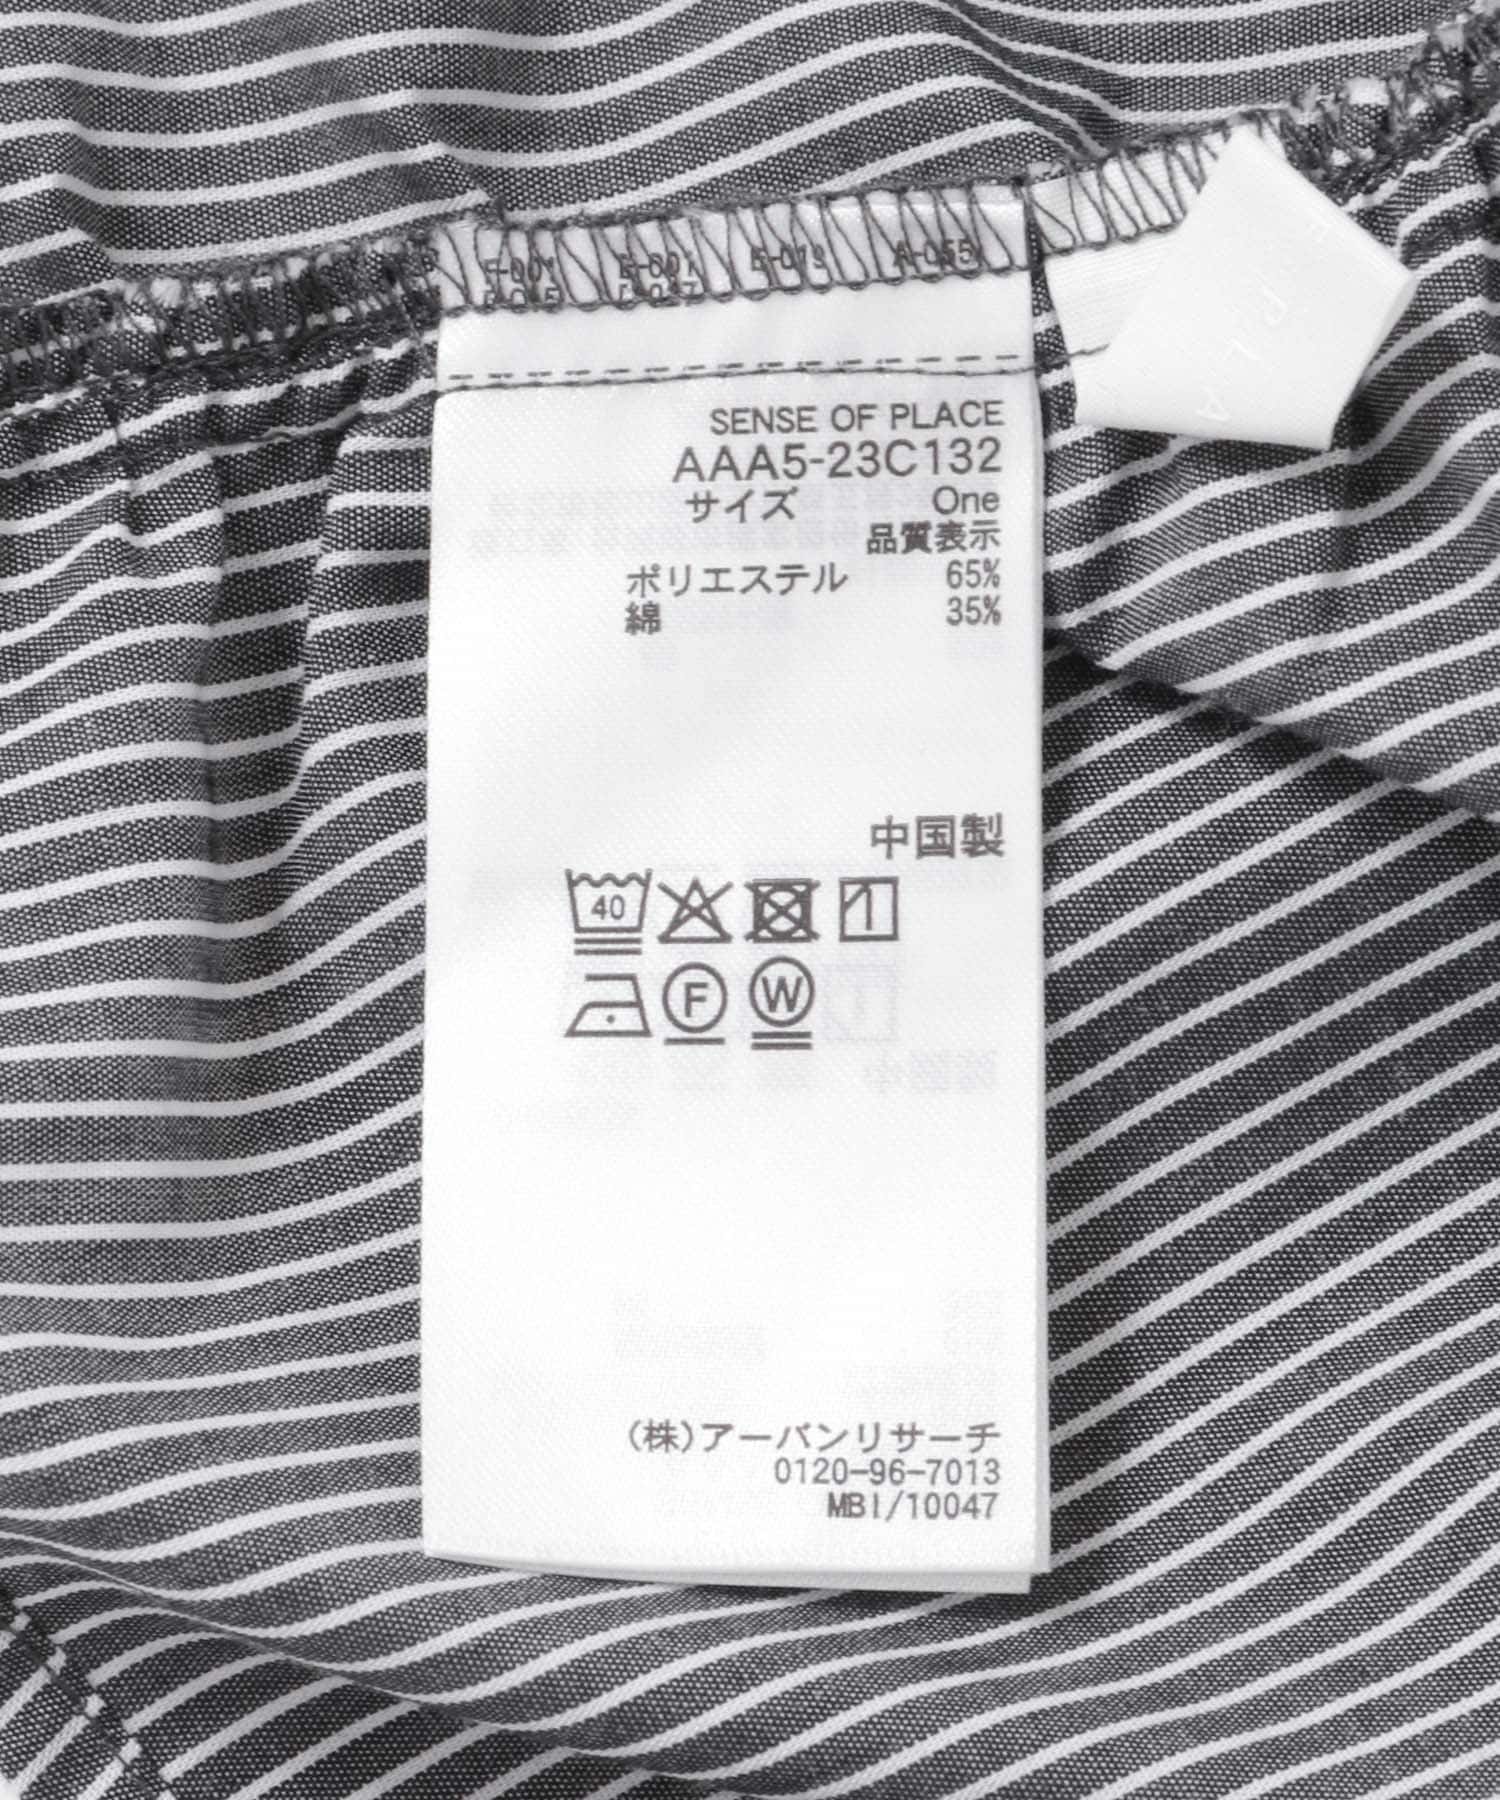 SENSE OF PLACE
AAA5-23C132
サイズ One
品質表示
ポリエステル 65%
綿 35%
中国製
40
F W
(株)アーバンリサーチ
0120-96-7013
MBI/10047